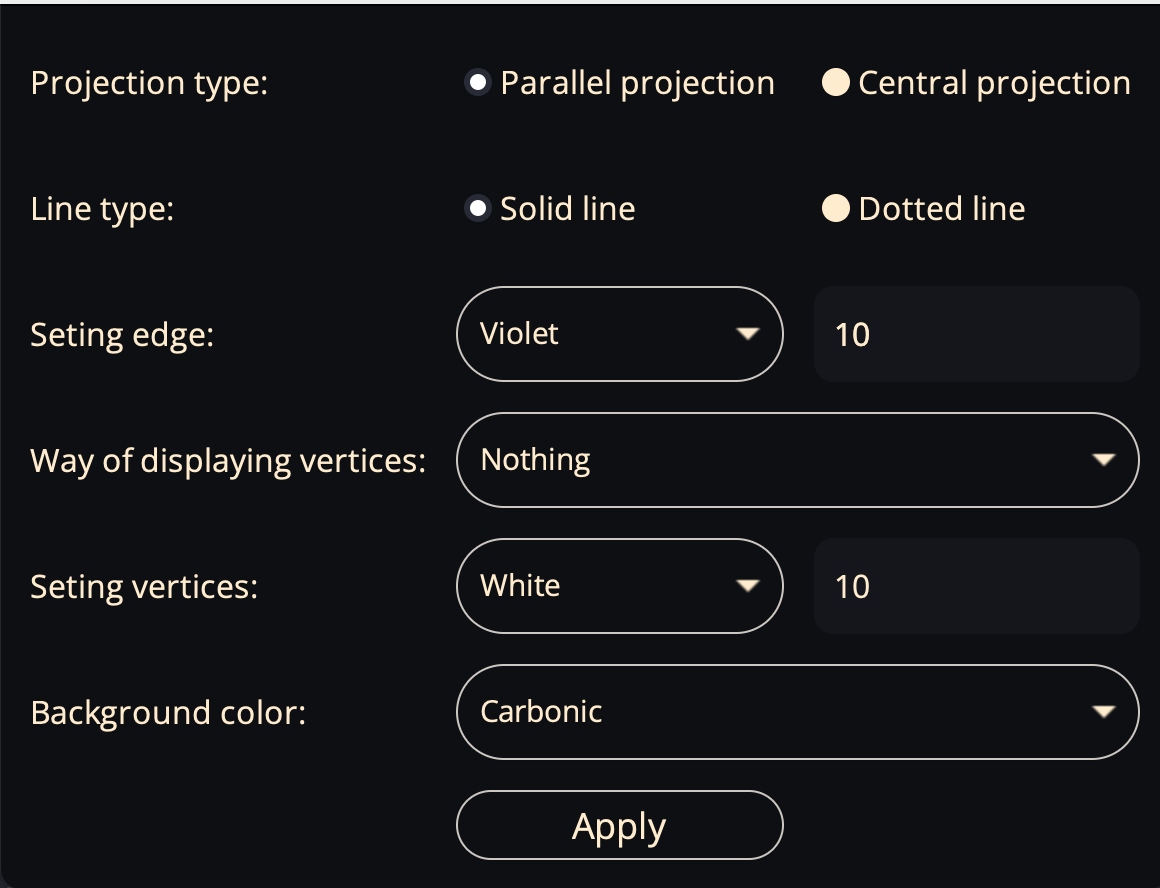 Projection type: Parallel projection Central projection
Line type: Solid line Dotted line
Seting edge: Violet 10
Way of displaying vertices: Nothing
Seting vertices: White 10
Background color: Carbonic
Apply